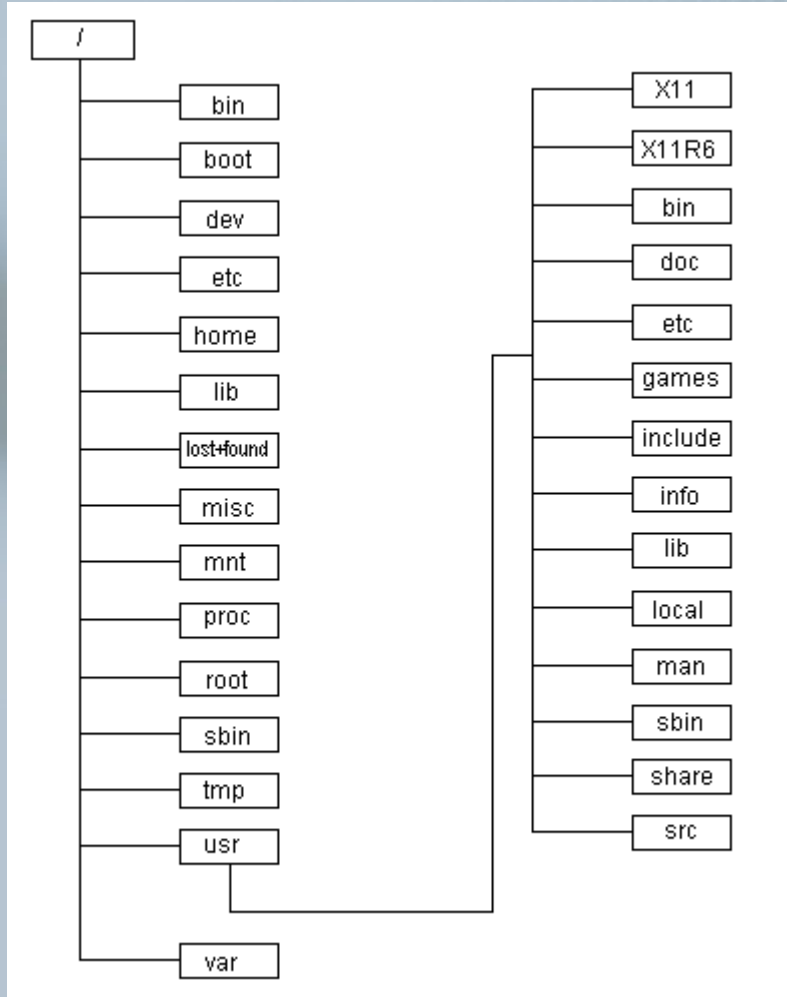 /
bin
boot
dev
etc
home
lib
lost+found
misc
mnt
proc
root
sbin
tmp
usr
var
X11
X11R6
bin
doc
etc
games
include
info
lib
local
man
sbin
share
src